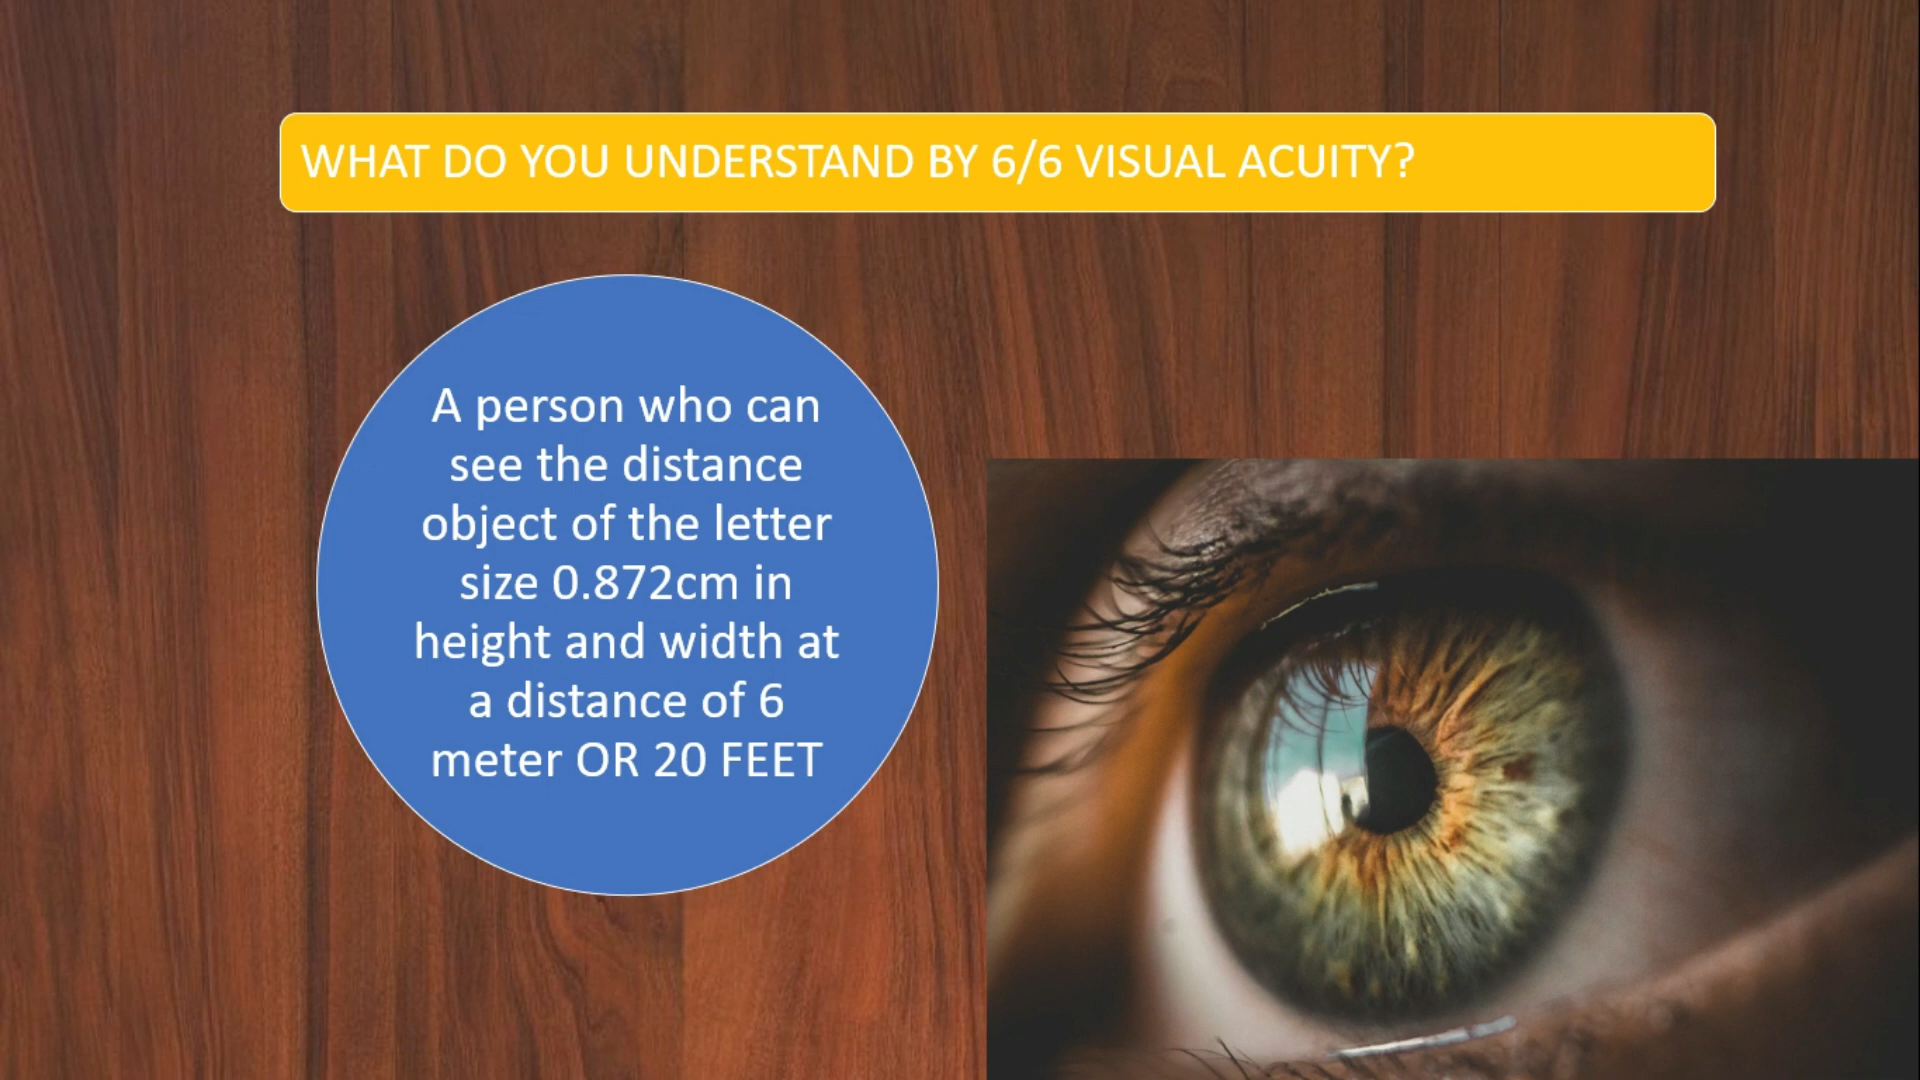 WHAT DO YOU UNDERSTAND BY 6/6 VISUAL ACUITY?
A person who can
see the distance
object of the letter
size 0.872cm in
height and width at
a distance of 6
meter OR 20 FEET